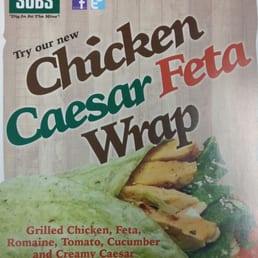 SUBS
"Dig In At The Mine"
Try our new
Chicken
Caesar Feta
Wrap
Grilled Chicken, Feta,
Romaine, Tomato, Cucumber
and Creamy Caesar